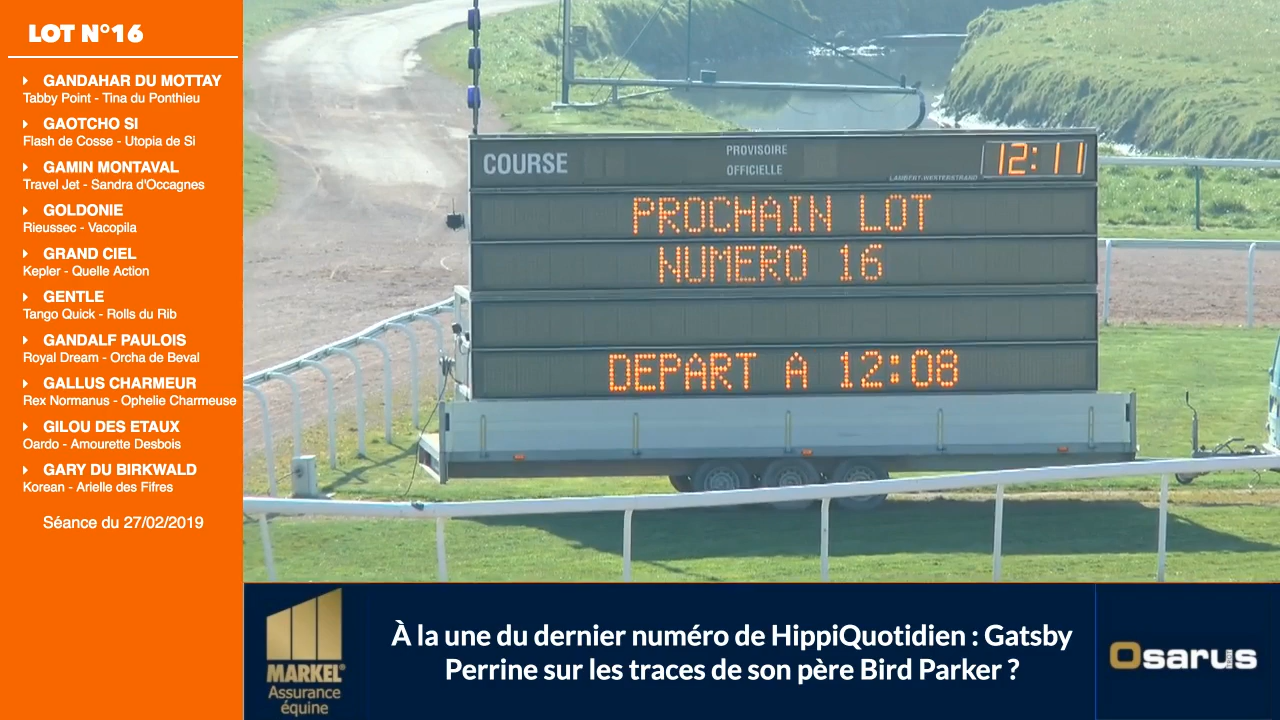 LOT N°16
GANDAHAR DU MOTTAY
Tabby Point - Tina du Ponthieu
GAOTCHO SI
Flash de Cosse - Utopia de Si
GAMIN MONTAVAL
Travel Jet - Sandra d'Occagnes
GOLDONIE
Rieussec - Vacopila
GRAND CIEL
Kepler - Quelle Action
GENTLE
Tango Quick - Rolls du Rib
GANDALF PAULOIS
Royal Dream - Orcha de Beval
GALLUS CHARMEUR
Rex Normanus - Ophelie Charmeuse
GILOU DES ETAUX
Oardo - Amourette Desbois
GARY DU BIRKWALD
Korean - Arielle des Fifres
Séance du 27/02/2019
COURSE
PROVISOIRE
OFFICIELLE
LAMBERT-WESTERSTRAND
12:11
PROCHAIN LOT
NUMERO 16
DEPART A 12:08
MARKEL®
Assurance
équine
À la une du dernier numéro de HippiQuotidien : Gatsby
Perrine sur les traces de son père Bird Parker ?
Osarus